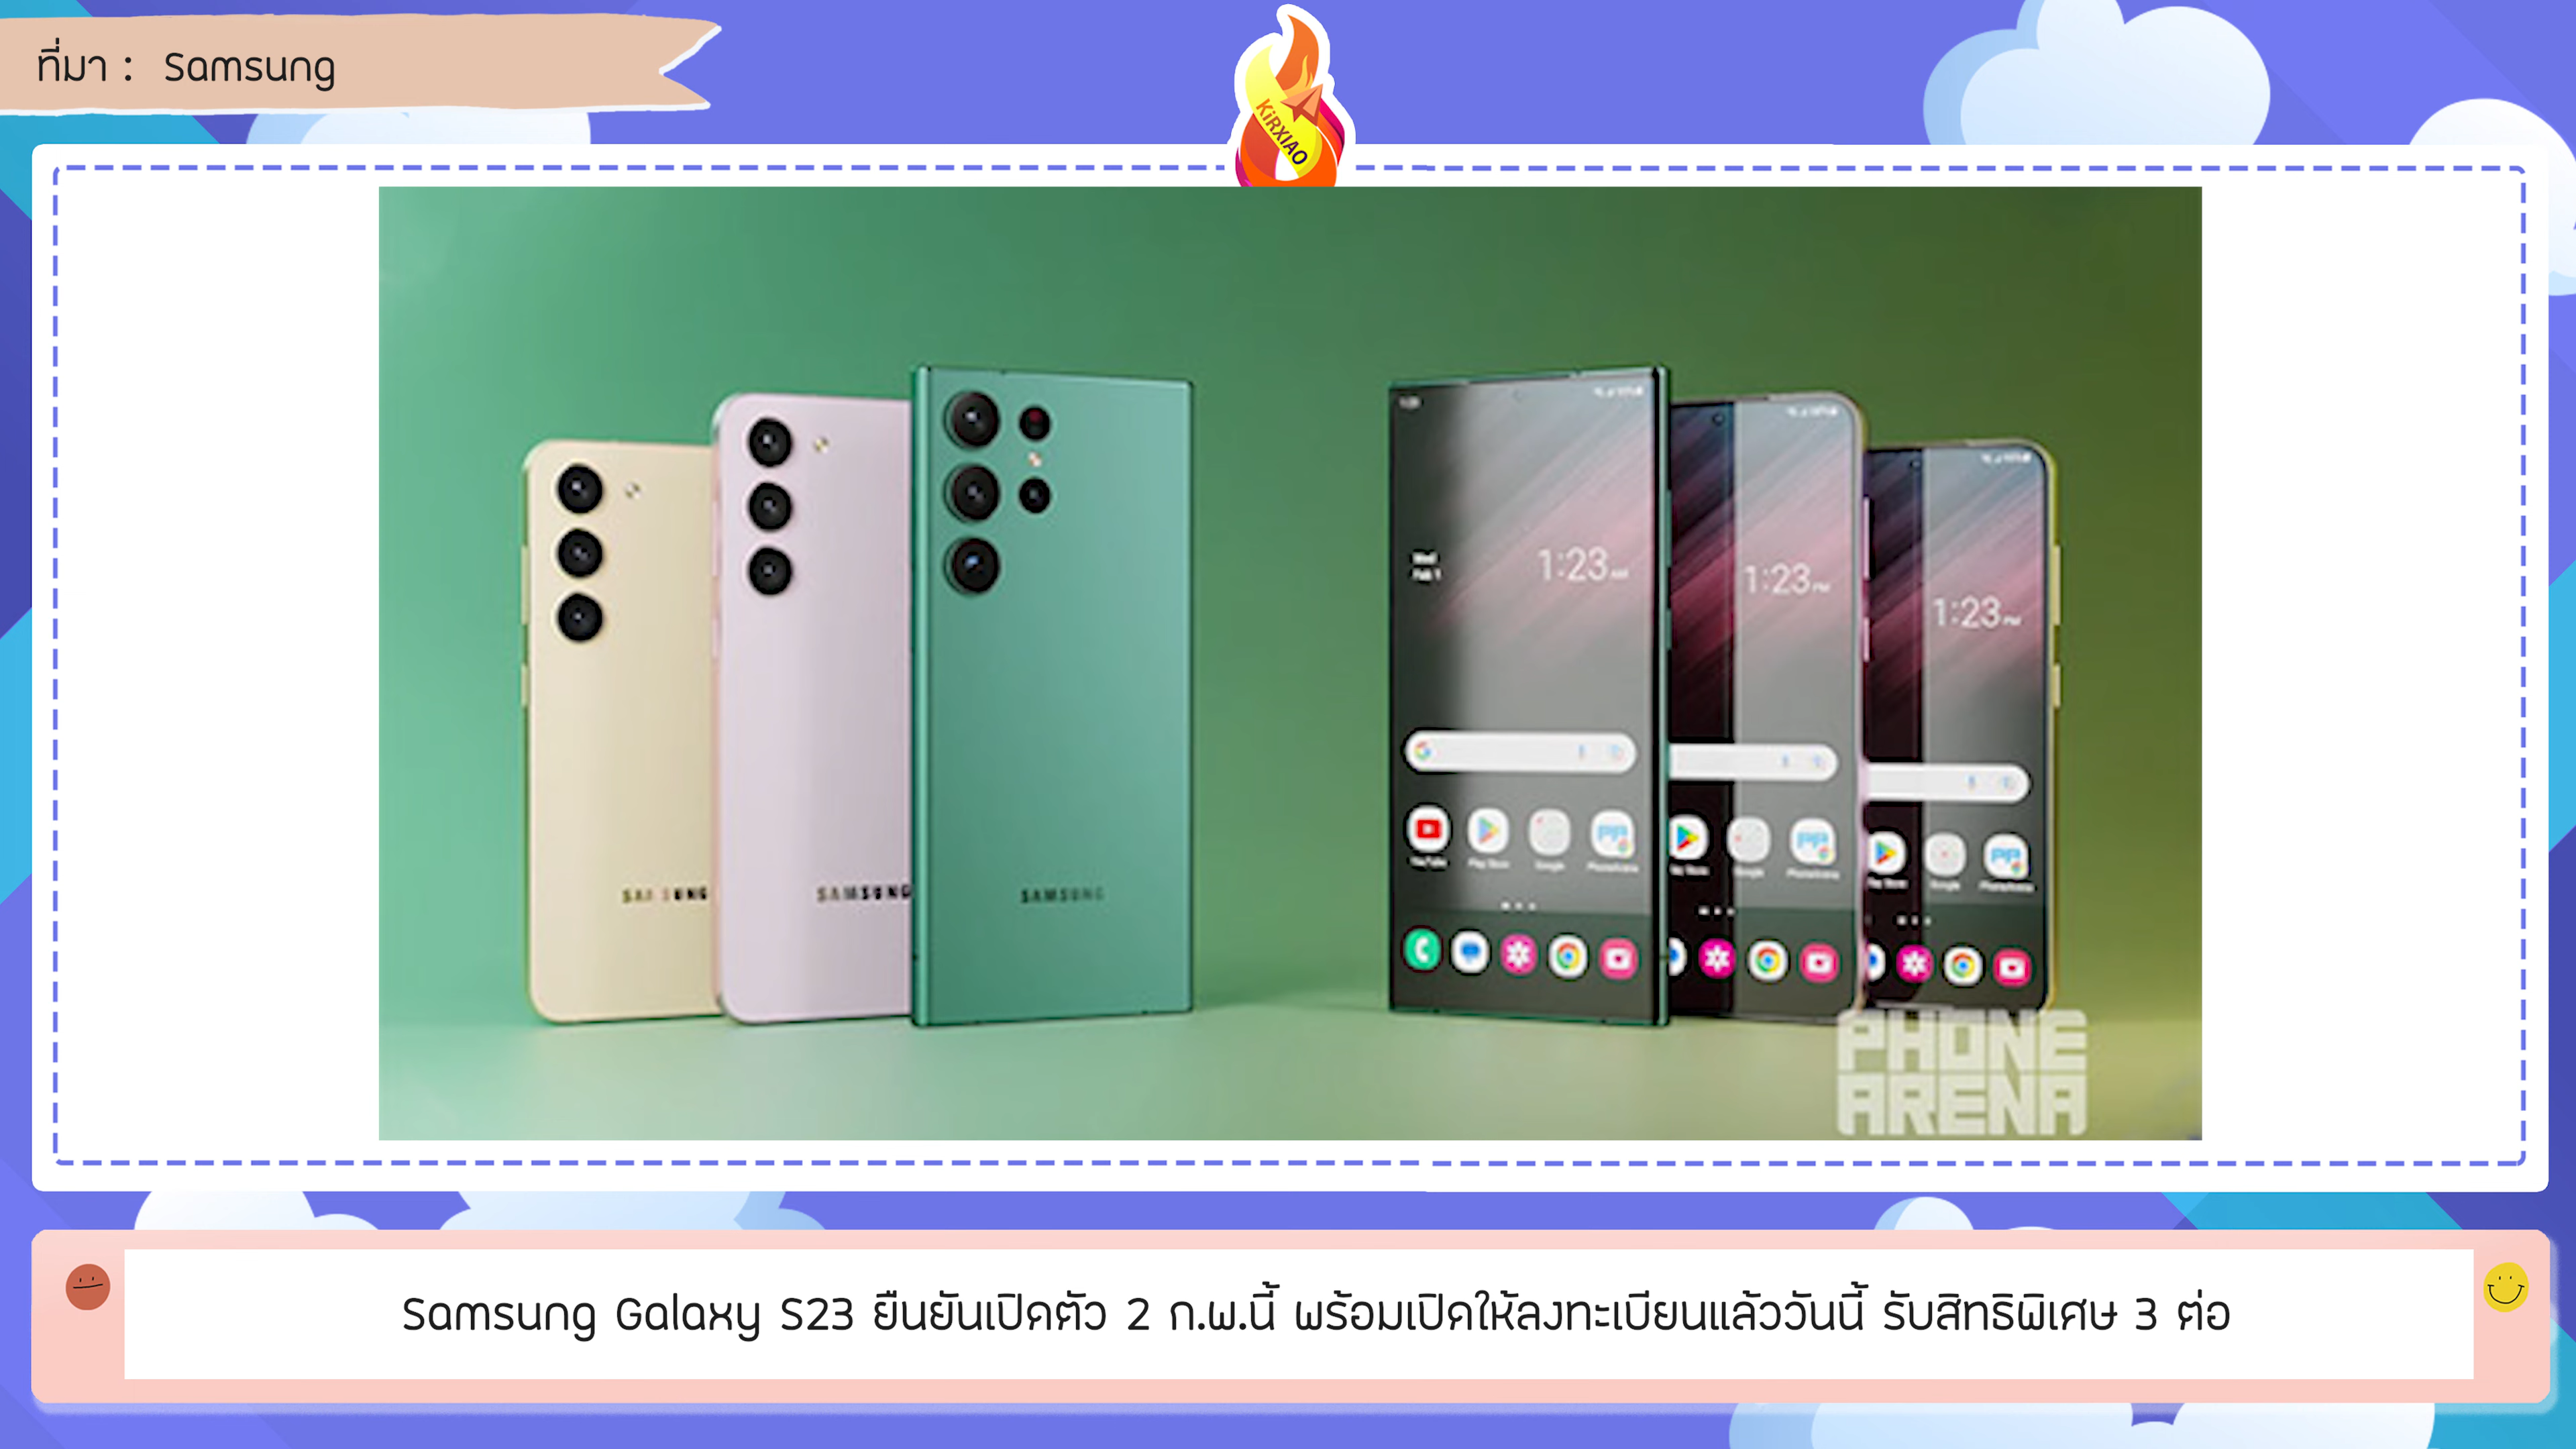 ที่มา : Samsung
KiRXIAO
SAMSUNG
SAMSUNG
SAMSUNG
1:23
1:23 PM
1:23 PM
PHONE
ARENA
Samsung Galaxy S23 ยืนยันเปิดตัว 2 ก.พ.นี้ พร้อมเปิดให้ลงทะเบียนแล้ววันนี้ รับสิทธิพิเศษ 3 ต่อ